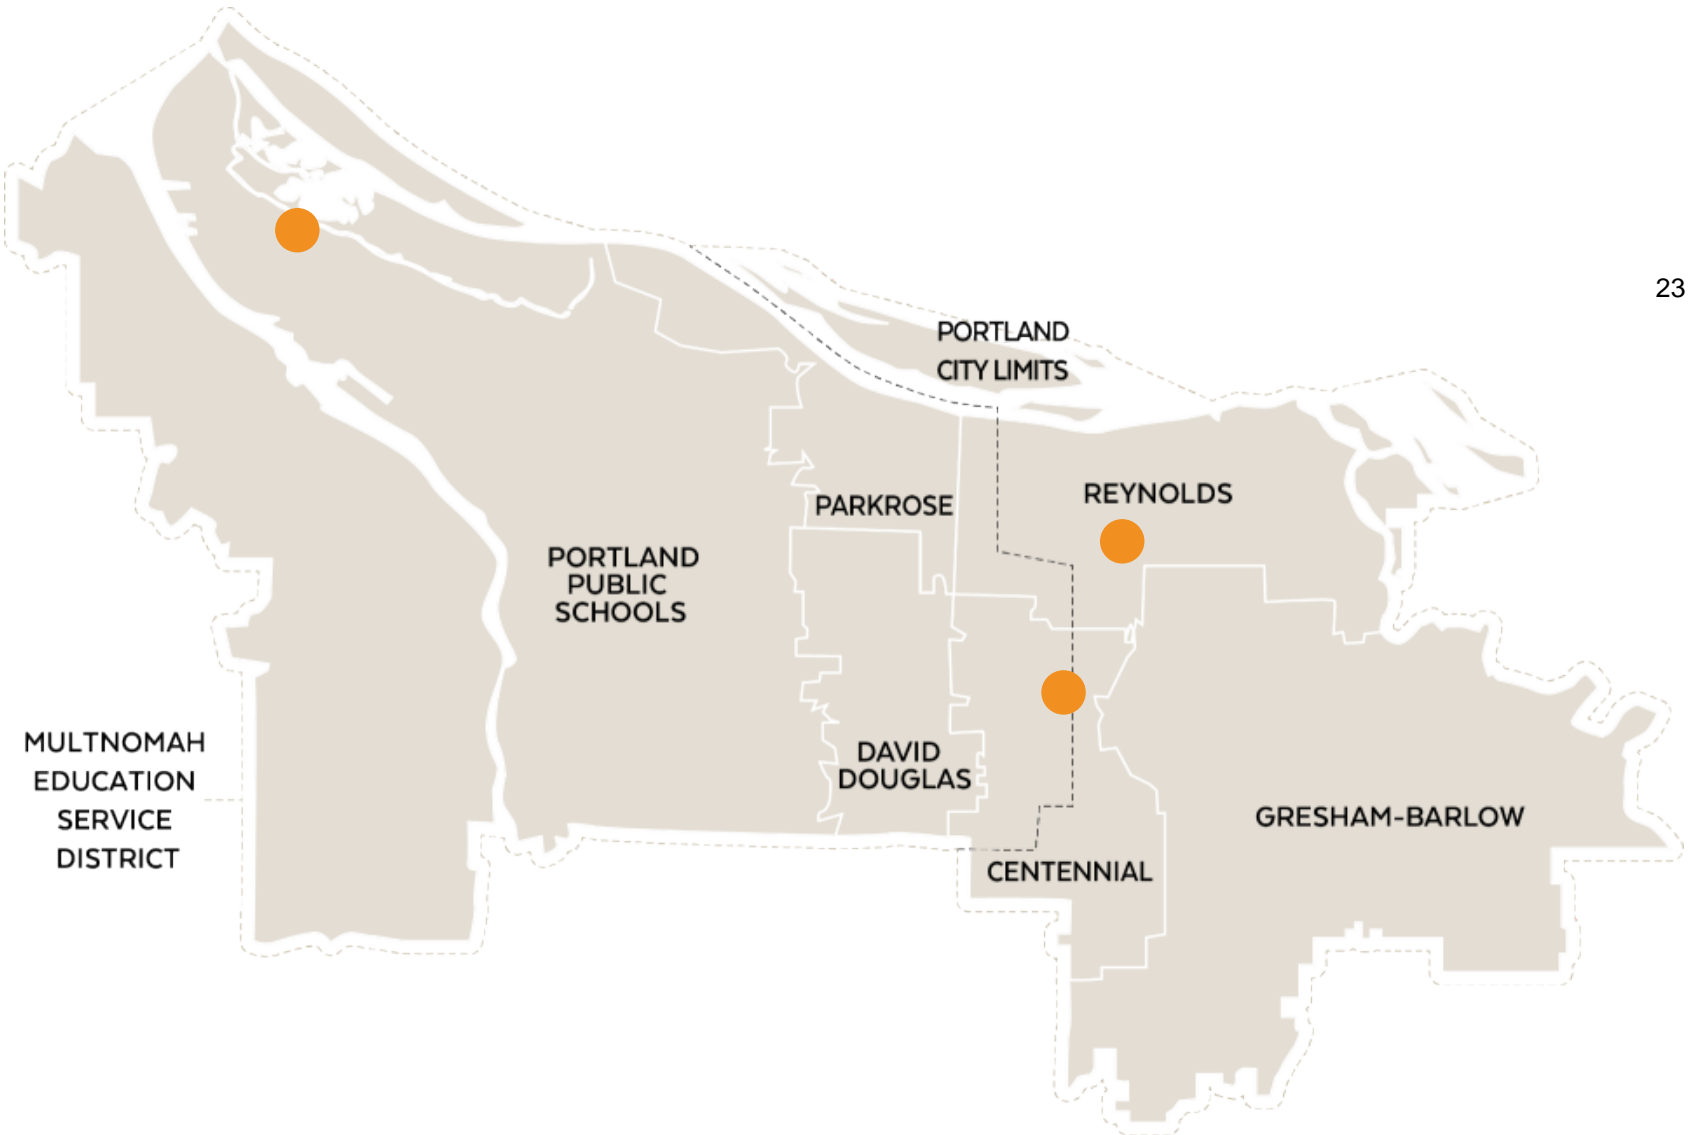 23
PORTLAND
CITY LIMITS
REYNOLDS
PARKROSE
PORTLAND
PUBLIC
SCHOOLS
MULTNOMAH
EDUCATION
SERVICE
DISTRICT
DAVID
DOUGLAS
GRESHAM-BARLOW
CENTENNIAL